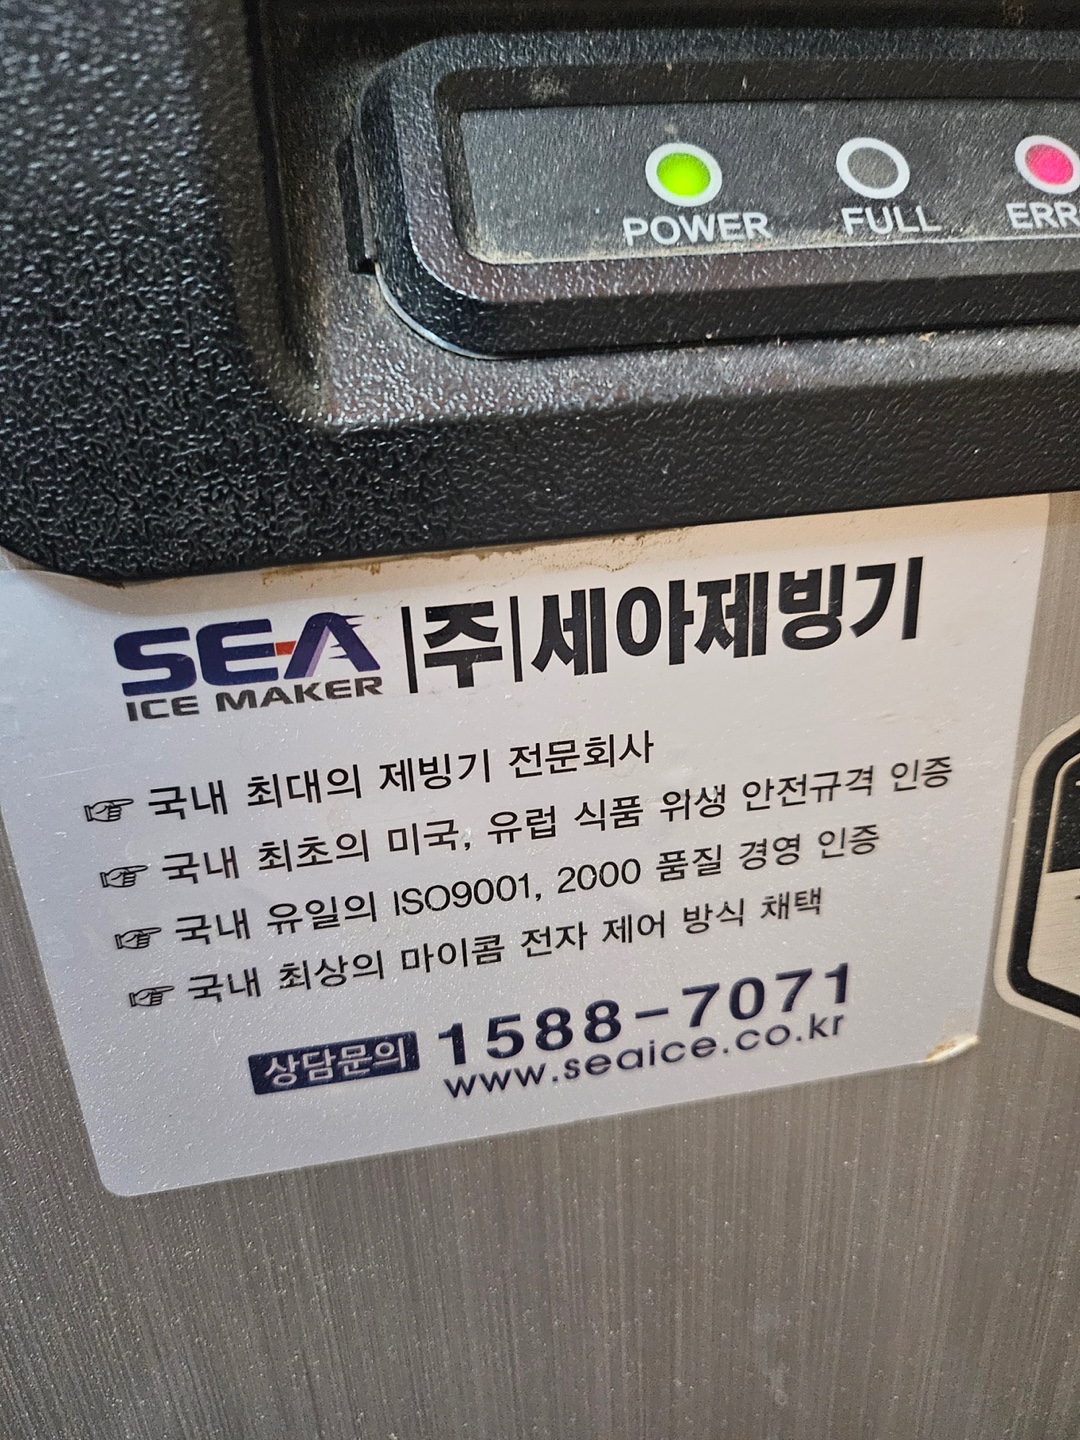 POWER FULL ERR
SEA |주|세아제빙기
ICE MAKER
☞ 국내 최대의 제빙기 전문회사
☞ 국내 최초의 미국, 유럽 식품 위생 안전규격 인증
☞ 국내 유일의 ISO9001, 2000 품질 경영 인증
☞ 국내 최상의 마이콤 전자 제어 방식 채택
상담문의 1588-7071
www.seaice.co.kr